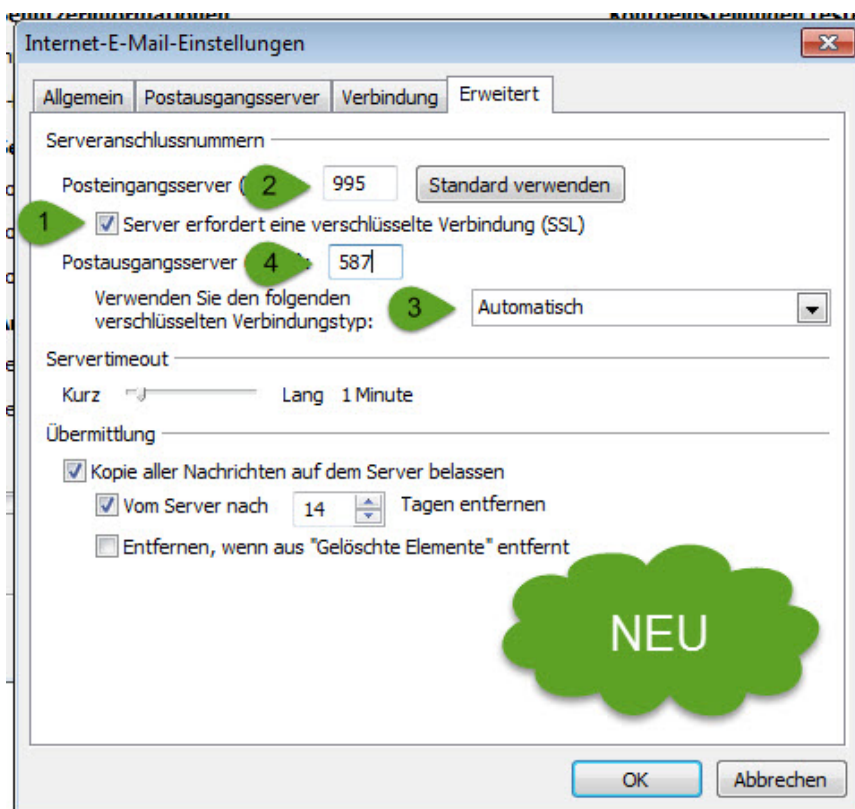 Internet-E-Mail-Einstellungen
Allgemein Postausgangsserver Verbindung Erweitert
Serveranschlussnummern
Posteingangsserver ( 2 995 Standard verwenden
1 Server erfordert eine verschlüsselte Verbindung (SSL)
Postausgangsserver 4 : 587
Verwenden Sie den folgenden
verschlüsselten Verbindungstyp: 3 Automatisch
Servertimeout
Kurz Lang 1 Minute
Übermittlung
Kopie aller Nachrichten auf dem Server belassen
Vom Server nach 14 Tagen entfernen
Entfernen, wenn aus "Gelöschte Elemente" entfernt
NEU
OK Abbrechen